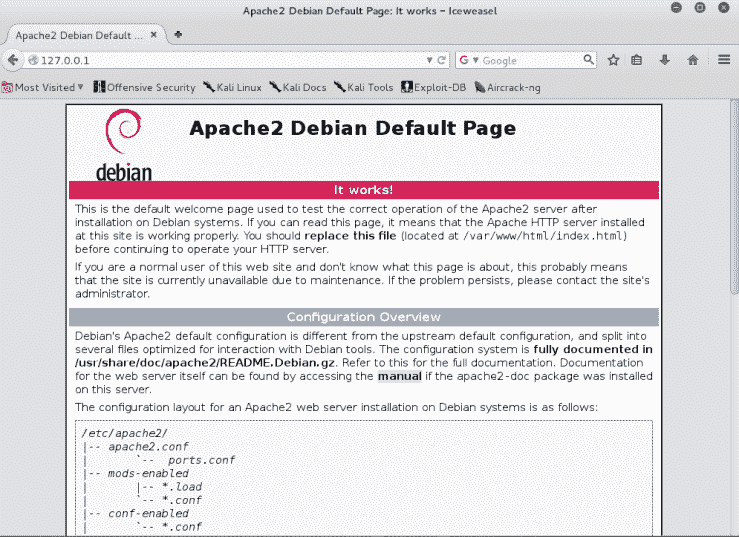 Apache2 Debian Default Page: It works - Iceweasel
Apache2 Debian Default ...
127.0.0.1
Google
Most Visited
Offensive Security
Kali Linux
Kali Docs
Kali Tools
Exploit-DB
Aircrack-ng
debian
Apache2 Debian Default Page
It works!
This is the default welcome page used to test the correct operation of the Apache2 server after
installation on Debian systems. If you can read this page, it means that the Apache HTTP server installed
at this site is working properly. You should replace this file (located at /var/www/html/index.html)
before continuing to operate your HTTP server.
If you are a normal user of this web site and don't know what this page is about, this probably means
that the site is currently unavailable due to maintenance. If the problem persists, please contact the site's
administrator.
Configuration Overview
Debian's Apache2 default configuration is different from the upstream default configuration, and split into
several files optimized for interaction with Debian tools. The configuration system is fully documented in
/usr/share/doc/apache2/README.Debian.gz. Refer to this for the full documentation. Documentation
for the web server itself can be found by accessing the manual if the apache2-doc package was installed
on this server.
The configuration layout for an Apache2 web server installation on Debian systems is as follows:
/etc/apache2/
|-- apache2.conf
|       `--  ports.conf
|-- mods-enabled
|       |-- *.load
|       `-- *.conf
|-- conf-enabled
|       `-- *.conf